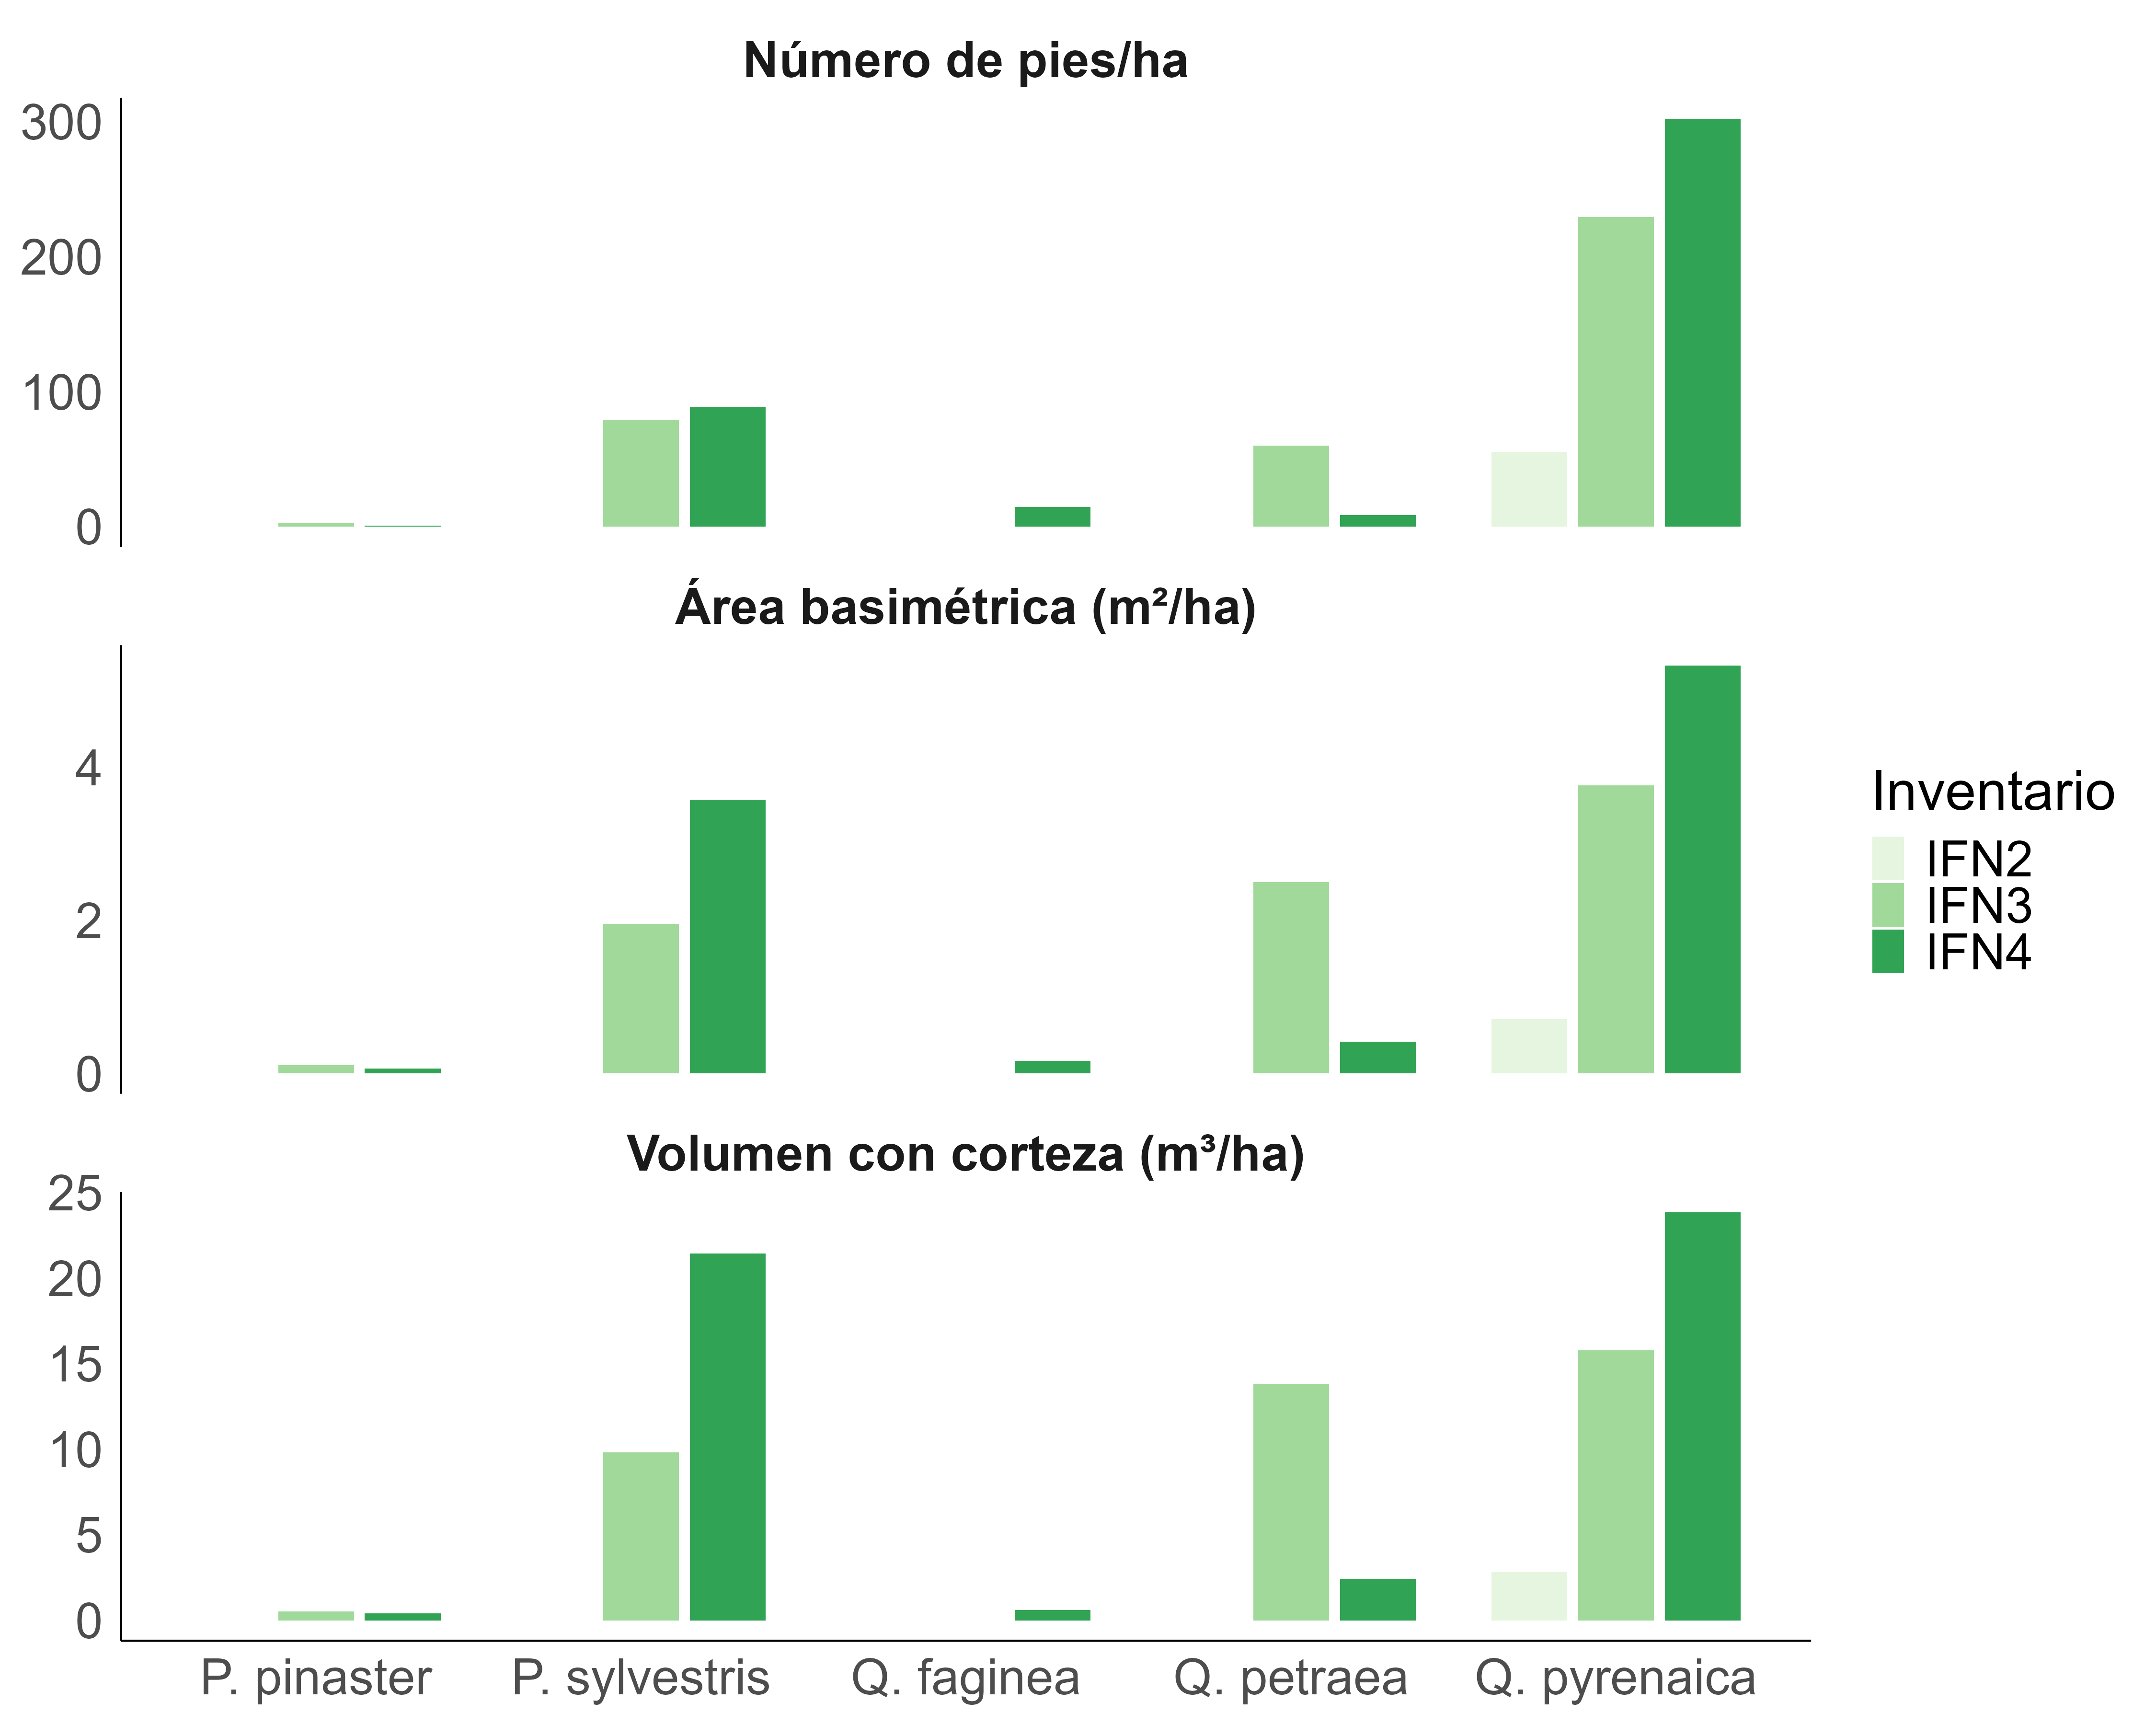 Número de pies/ha
300
200
100
0
Área basimétrica (m²/ha)
4
2
0
Volumen con corteza (m³/ha)
25
20
15
10
5
0
P. pinaster P. sylvestris Q. faginea Q. petraea Q. pyrenaica
Inventario
IFN2
IFN3
IFN4